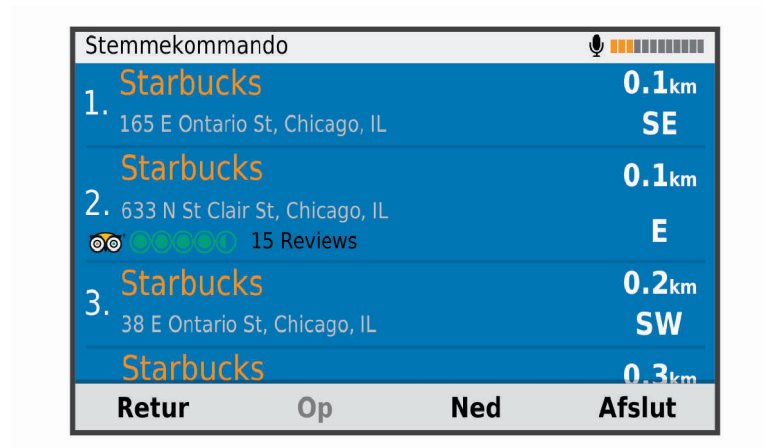 Stemmekommando
1. Starbucks 0.1km
165 E Ontario St, Chicago, IL SE
Starbucks 0.1km
2. 633 N St Clair St, Chicago, IL
15 Reviews E
3. Starbucks 0.2km
38 E Ontario St, Chicago, IL SW
Starbucks 0.3km
Retur Op Ned Afslut